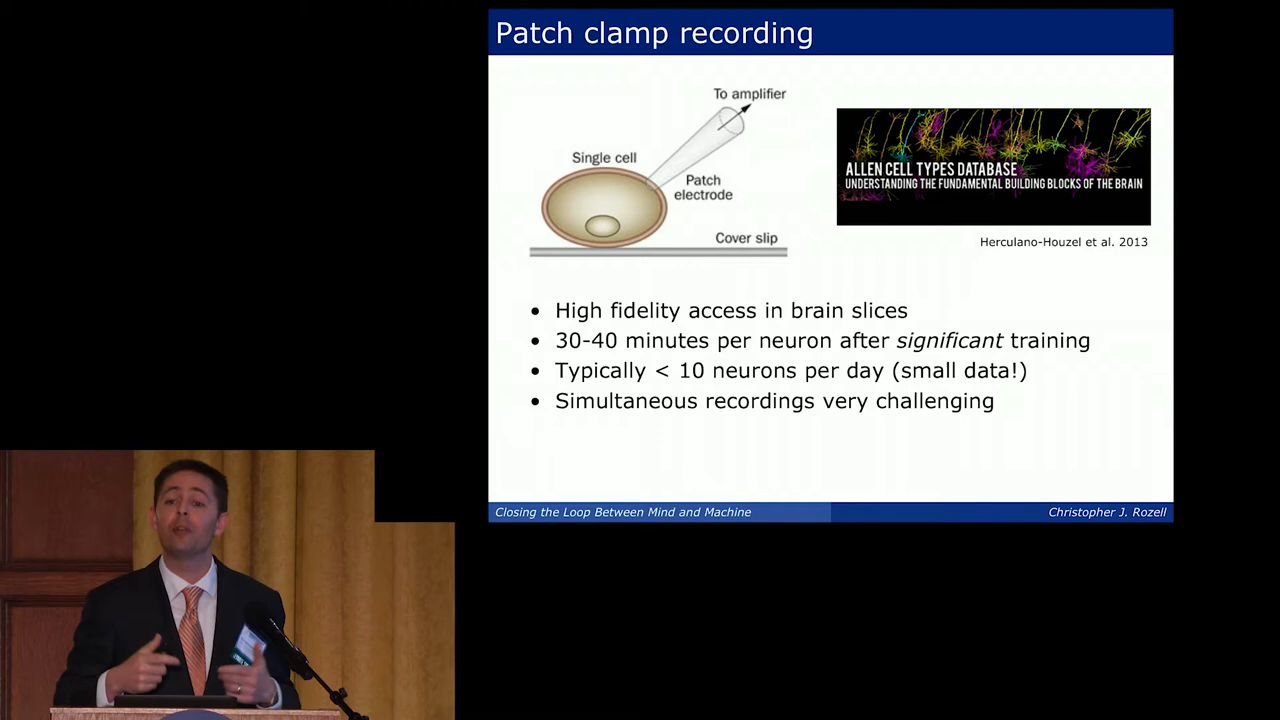 Patch clamp recording
To amplifier
Single cell
Patch
electrode
Cover slip
ALLEN CELL TYPES DATABASE
UNDERSTANDING THE FUNDAMENTAL BUILDING BLOCKS OF THE BRAIN
Herculano-Houzel et al. 2013
• High fidelity access in brain slices
• 30-40 minutes per neuron after significant training
• Typically < 10 neurons per day (small data!)
• Simultaneous recordings very challenging
Closing the Loop Between Mind and Machine
Christopher J. Rozell